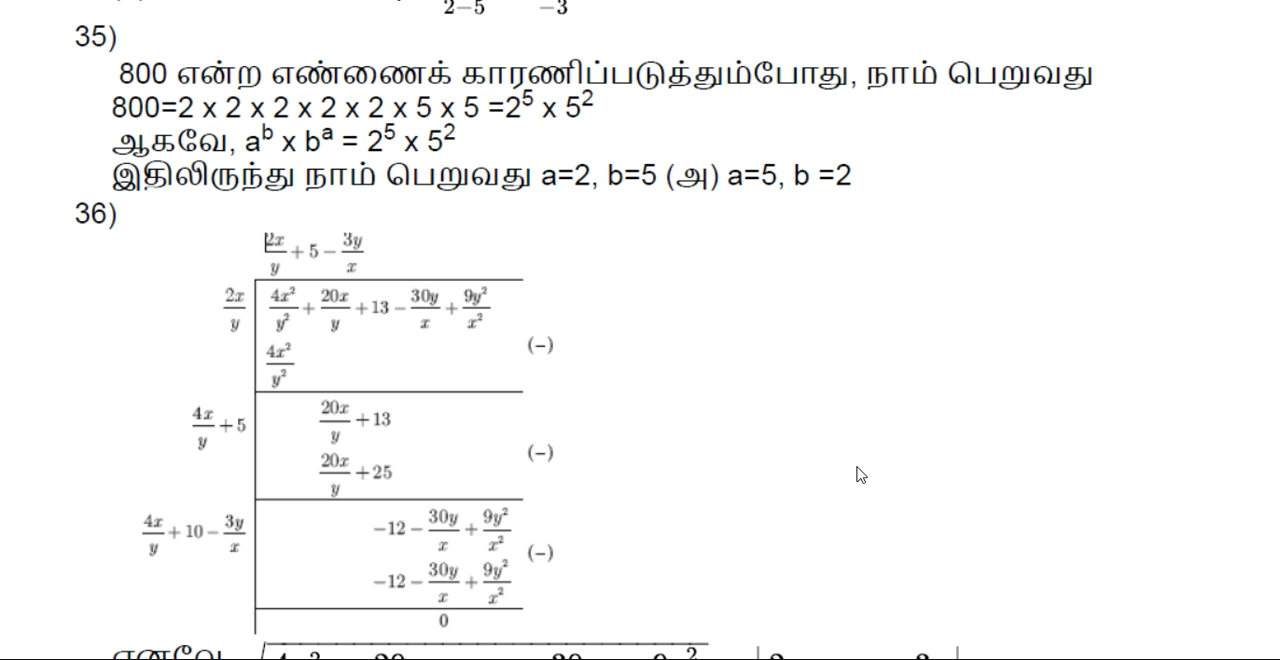 2−5 −3
35)
800 என்ற எண்ணைக் காரணிப்படுத்தும்போது, நாம் பெறுவது
800=2 x 2 x 2 x 2 x 2 x 5 x 5 =2⁵ x 5²
ஆகவே, aᵇ x bᵃ = 2⁵ x 5²
இதிலிருந்து நாம் பெறுவது a=2, b=5 (அ) a=5, b =2
36)
2x/y + 5 − 3y/x
2x/y | 4x²/y² + 20x/y + 13 − 30y/x + 9y²/x²
4x²/y² (−)
4x/y + 5 | 20x/y + 13
20x/y + 25 (−)
4x/y + 10 − 3y/x | −12 − 30y/x + 9y²/x²
−12 − 30y/x + 9y²/x² (−)
0